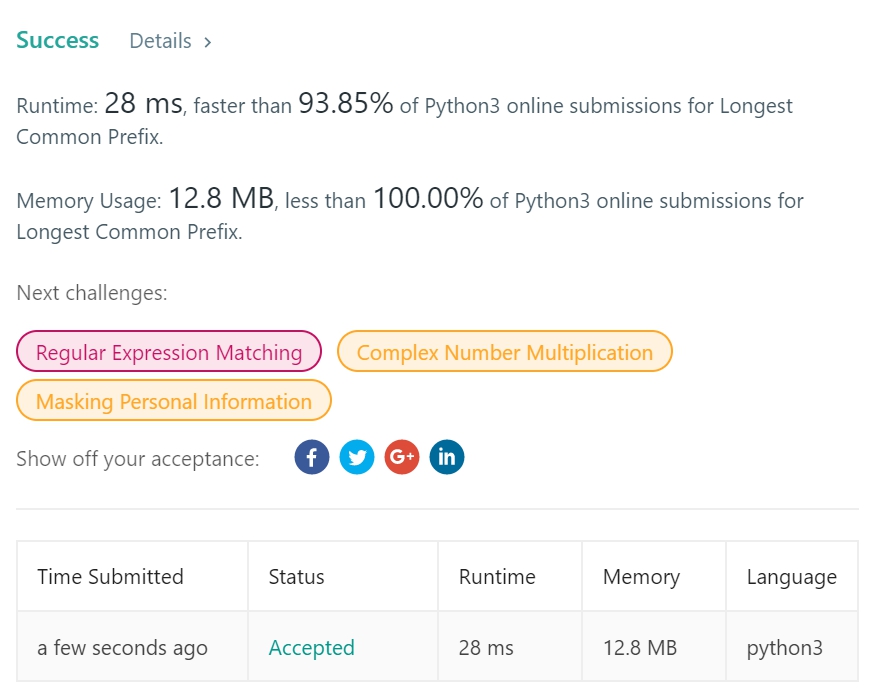 Success Details >
Runtime: 28 ms, faster than 93.85% of Python3 online submissions for Longest
Common Prefix.
Memory Usage: 12.8 MB, less than 100.00% of Python3 online submissions for
Longest Common Prefix.
Next challenges:
Regular Expression Matching Complex Number Multiplication
Masking Personal Information
Show off your acceptance: f G+ in
Time Submitted Status Runtime Memory Language
a few seconds ago Accepted 28 ms 12.8 MB python3